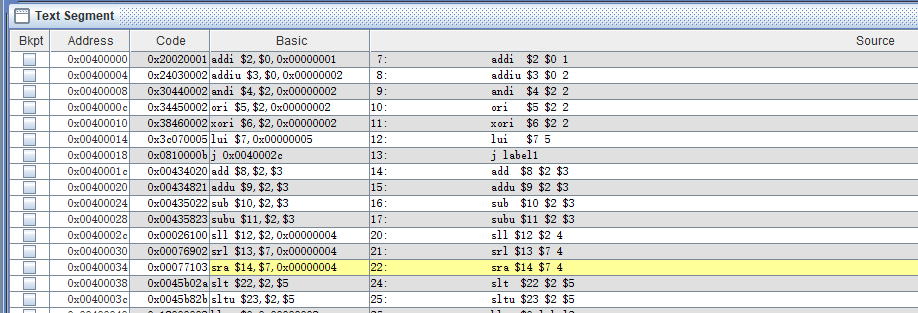 Text Segment
Bkpt Address Code Basic Source
0x00400000 0x20020001 addi $2,$0,0x00000001 7: addi $2 $0 1
0x00400004 0x24030002 addiu $3,$0,0x00000002 8: addiu $3 $0 2
0x00400008 0x30440002 andi $4,$2,0x00000002 9: andi $4 $2 2
0x0040000c 0x34450002 ori $5,$2,0x00000002 10: ori $5 $2 2
0x00400010 0x38460002 xori $6,$2,0x00000002 11: xori $6 $2 2
0x00400014 0x3c070005 lui $7,0x00000005 12: lui $7 5
0x00400018 0x0810000b j 0x0040002c 13: j label1
0x0040001c 0x00434020 add $8,$2,$3 14: add $8 $2 $3
0x00400020 0x00434821 addu $9,$2,$3 15: addu $9 $2 $3
0x00400024 0x00435022 sub $10,$2,$3 16: sub $10 $2 $3
0x00400028 0x00435823 subu $11,$2,$3 17: subu $11 $2 $3
0x0040002c 0x00026100 sll $12,$2,0x00000004 20: sll $12 $2 4
0x00400030 0x00076902 srl $13,$7,0x00000004 21: srl $13 $7 4
0x00400034 0x00077103 sra $14,$7,0x00000004 22: sra $14 $7 4
0x00400038 0x0045b02a slt $22,$2,$5 24: slt $22 $2 $5
0x0040003c 0x0045b82b sltu $23,$2,$5 25: sltu $23 $2 $5